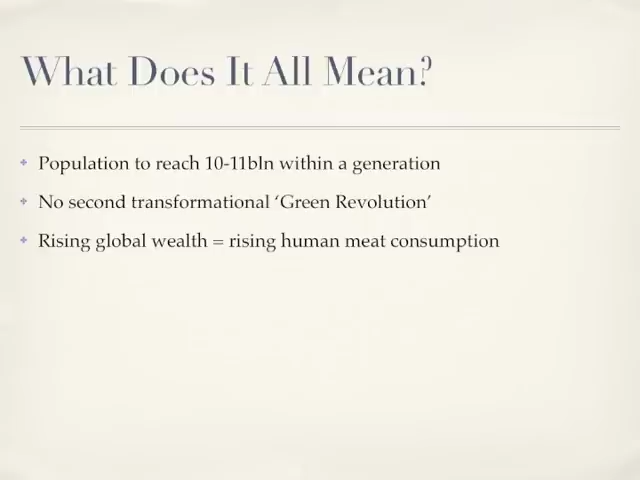 What Does It All Mean?
Population to reach 10-11bln within a generation
No second transformational ‘Green Revolution’
Rising global wealth = rising human meat consumption